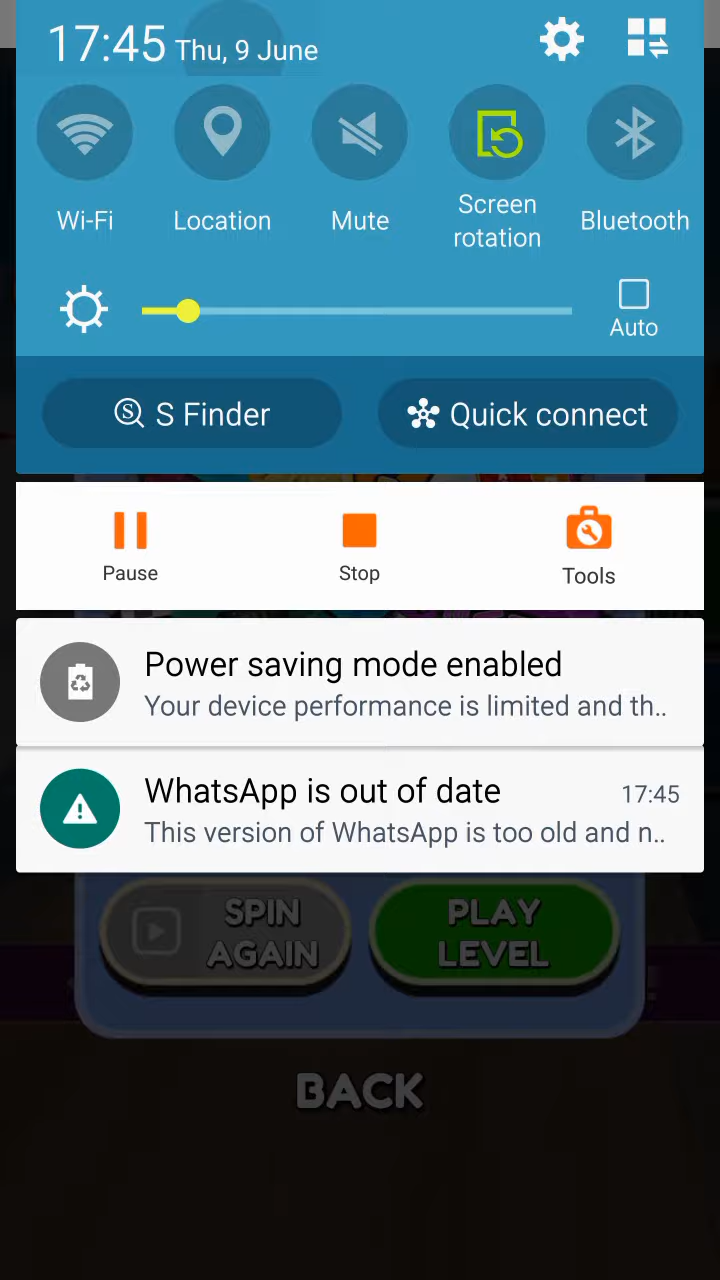 17:45 Thu, 9 June
Wi-Fi
Location
Mute
Screen
rotation
Bluetooth
Auto
S Finder
Quick connect
Pause
Stop
Tools
Power saving mode enabled
Your device performance is limited and th..
WhatsApp is out of date 17:45
This version of WhatsApp is too old and n..
SPIN
AGAIN
PLAY
LEVEL
BACK